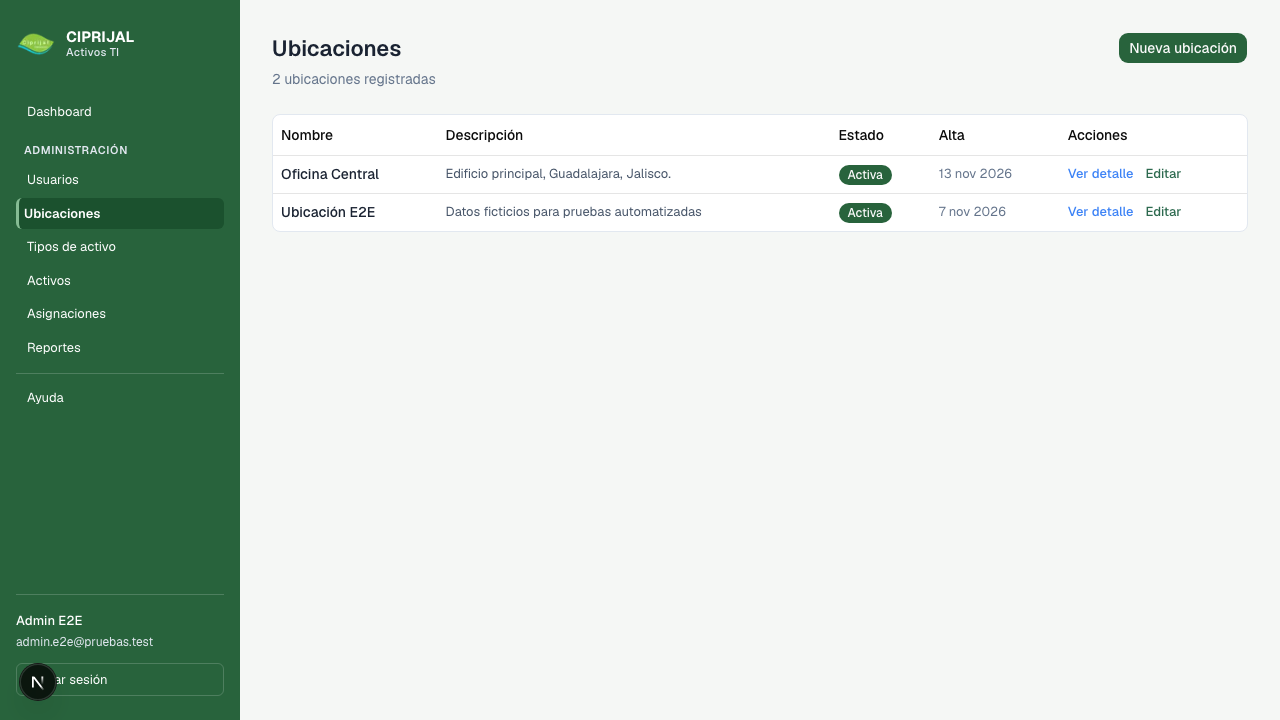 CIPRIJAL
Activos TI
Dashboard
ADMINISTRACIÓN
Usuarios
Ubicaciones
Tipos de activo
Activos
Asignaciones
Reportes
Ayuda
Admin E2E
admin.e2e@pruebas.test
ar sesión
Ubicaciones
Nueva ubicación
2 ubicaciones registradas
Nombre Descripción Estado Alta Acciones
Oficina Central Edificio principal, Guadalajara, Jalisco. Activa 13 nov 2026 Ver detalle Editar
Ubicación E2E Datos ficticios para pruebas automatizadas Activa 7 nov 2026 Ver detalle Editar